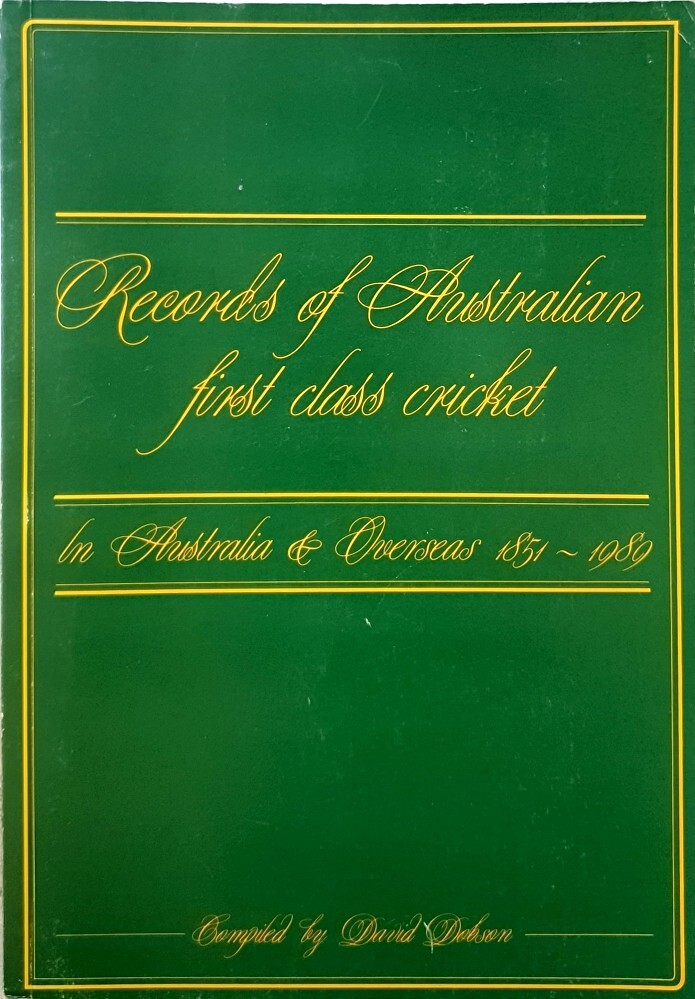 Records of Australian
first class cricket
In Australia & Overseas 1851 ~ 1989
Compiled by David Dobson